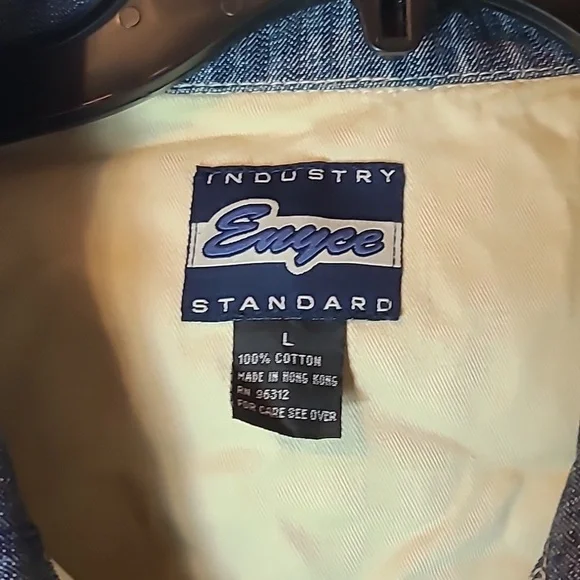 INDUSTRY
Enyce
STANDARD
L
100% COTTON
MADE IN HONG KONG
RN 96312
FOR CARE SEE OVER